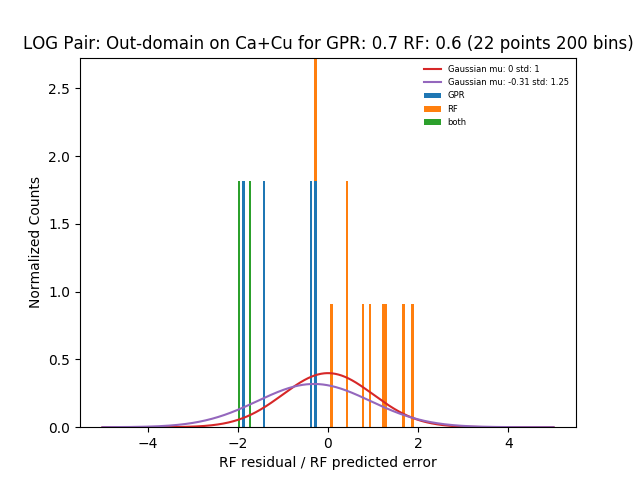 LOG Pair: Out-domain on Ca+Cu for GPR: 0.7 RF: 0.6 (22 points 200 bins)
Gaussian mu: 0 std: 1
Gaussian mu: -0.31 std: 1.25
GPR
RF
both
Normalized Counts
2.5
2.0
1.5
1.0
0.5
0.0
−4 −2 0 2 4
RF residual / RF predicted error